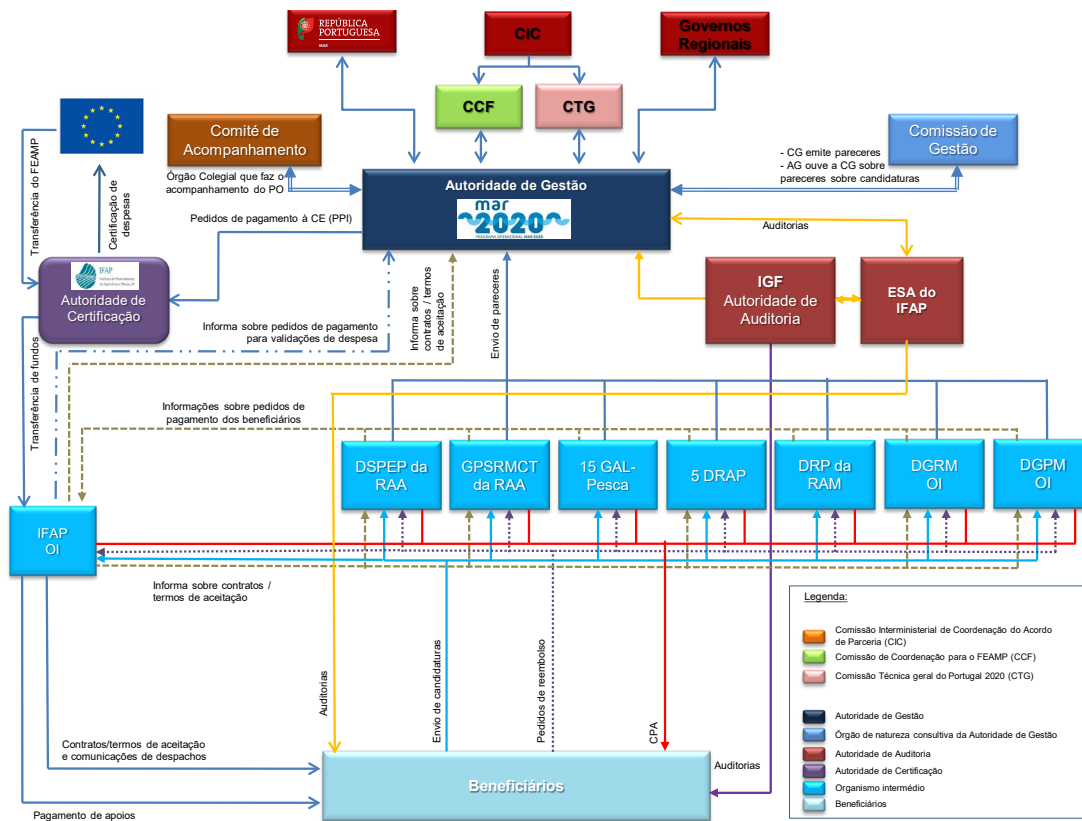 REPÚBLICA
PORTUGUESA
MAR
CIC
Governos
Regionais
CCF
CTG
Comité de
Acompanhamento
Comissão de
Gestão
Transferência do FEAMP
Certificação de
despesas
Órgão Colegial que faz o
acompanhamento do PO
Autoridade de Gestão
mar
2020
PROGRAMA OPERACIONAL MAR 2020
- CG emite pareceres
- AG ouve a CG sobre
pareceres sobre candidaturas
Pedidos de pagamento à CE (PPI)
Auditorias
IFAP
Autoridade de
Certificação
IGF
Autoridade de
Auditoria
ESA do
IFAP
Informa sobre pedidos de pagamento
para validações de despesa
Informa sobre
contratos / termos
de aceitação
Envio de pareceres
Transferência de fundos
Informações sobre pedidos de
pagamento dos beneficiários
DSPEP da
RAA
GPSRMCT
da RAA
15 GAL-
Pesca
5 DRAP
DRP da
RAM
DGRM
OI
DGPM
OI
IFAP
OI
Informa sobre contratos /
termos de aceitação
Auditorias
Envio de candidaturas
Pedidos de reembolso
CPA
Contratos/termos de aceitação
e comunicações de despachos
Beneficiários
Auditorias
Pagamento de apoios
Legenda:
Comissão Interministerial de Coordenação do Acordo
de Parceria (CIC)
Comissão de Coordenação para o FEAMP (CCF)
Comissão Técnica geral do Portugal 2020 (CTG)
Autoridade de Gestão
Órgão de natureza consultiva da Autoridade de Gestão
Autoridade de Auditoria
Autoridade de Certificação
Organismo intermédio
Beneficiários